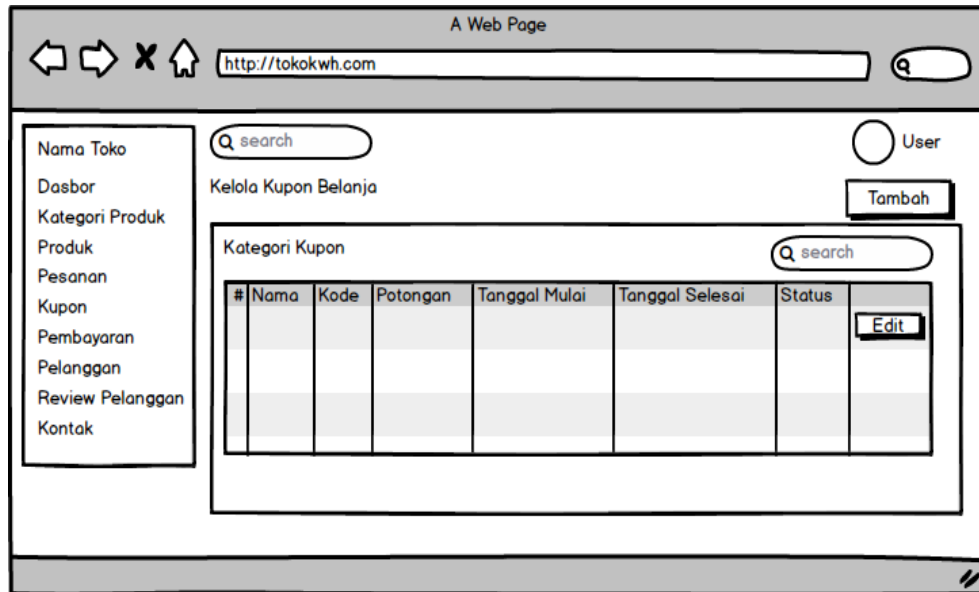 A Web Page
http://tokokwh.com
search
User
Nama Toko
Dasbor
Kategori Produk
Produk
Pesanan
Kupon
Pembayaran
Pelanggan
Review Pelanggan
Kontak
Kelola Kupon Belanja
Tambah
Kategori Kupon
search
# Nama Kode Potongan Tanggal Mulai Tanggal Selesai Status
Edit